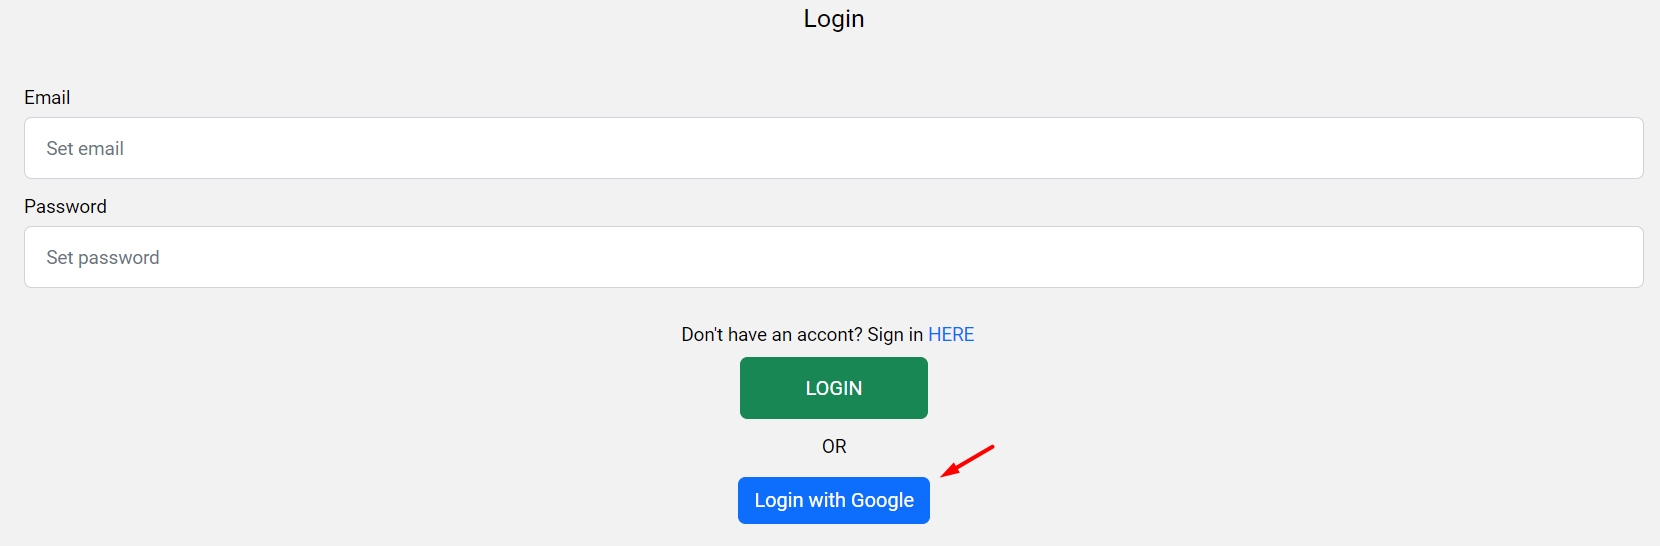 Login
Email
Set email
Password
Set password
Don't have an accont? Sign in HERE
LOGIN
OR
Login with Google